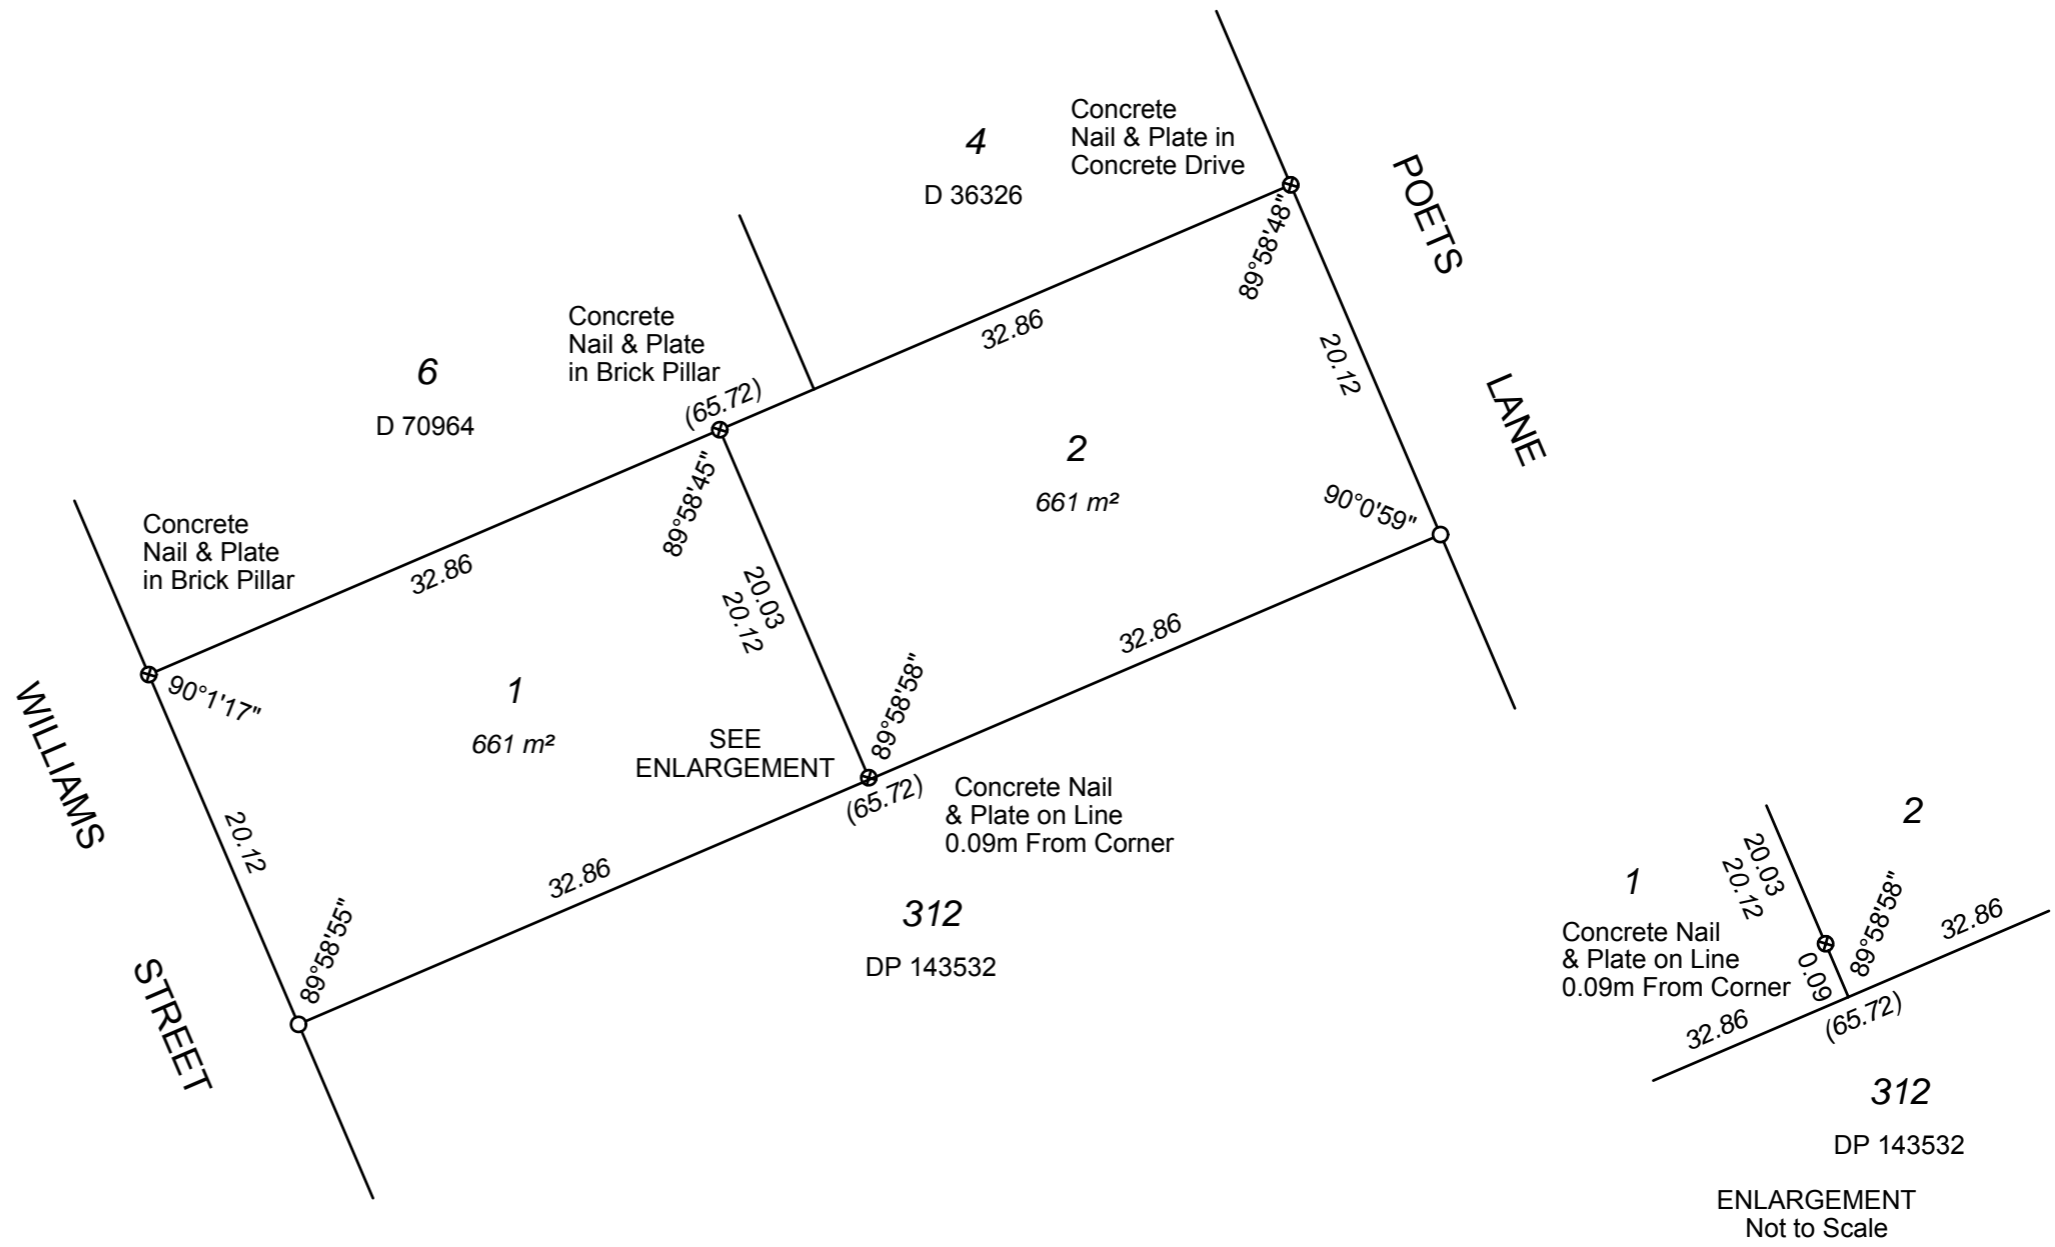 Concrete
Nail & Plate in
Concrete Drive
4
D 36326
POETS
LANE
89°58'48"
32.86
20.12
Concrete
Nail & Plate
in Brick Pillar
(65.72)
6
D 70964
2
661 m²
89°58'45"
90°0'59"
Concrete
Nail & Plate
in Brick Pillar
32.86
20.03
20.12
32.86
90°1'17"
1
661 m²
SEE
ENLARGEMENT
89°58'58"
(65.72)
Concrete Nail
& Plate on Line
0.09m From Corner
WILLIAMS
STREET
20.12
32.86
89°58'55"
312
DP 143532
2
20.03
20.12
1
89°58'58"
32.86
Concrete Nail
& Plate on Line
0.09m From Corner
0.09
32.86
(65.72)
312
DP 143532
ENLARGEMENT
Not to Scale